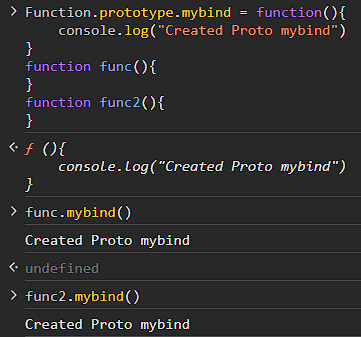 Function.prototype.mybind = function(){
    console.log("Created Proto mybind")
}
function func(){
}
function func2(){
}
ƒ (){
    console.log("Created Proto mybind")
}
func.mybind()
Created Proto mybind
undefined
func2.mybind()
Created Proto mybind